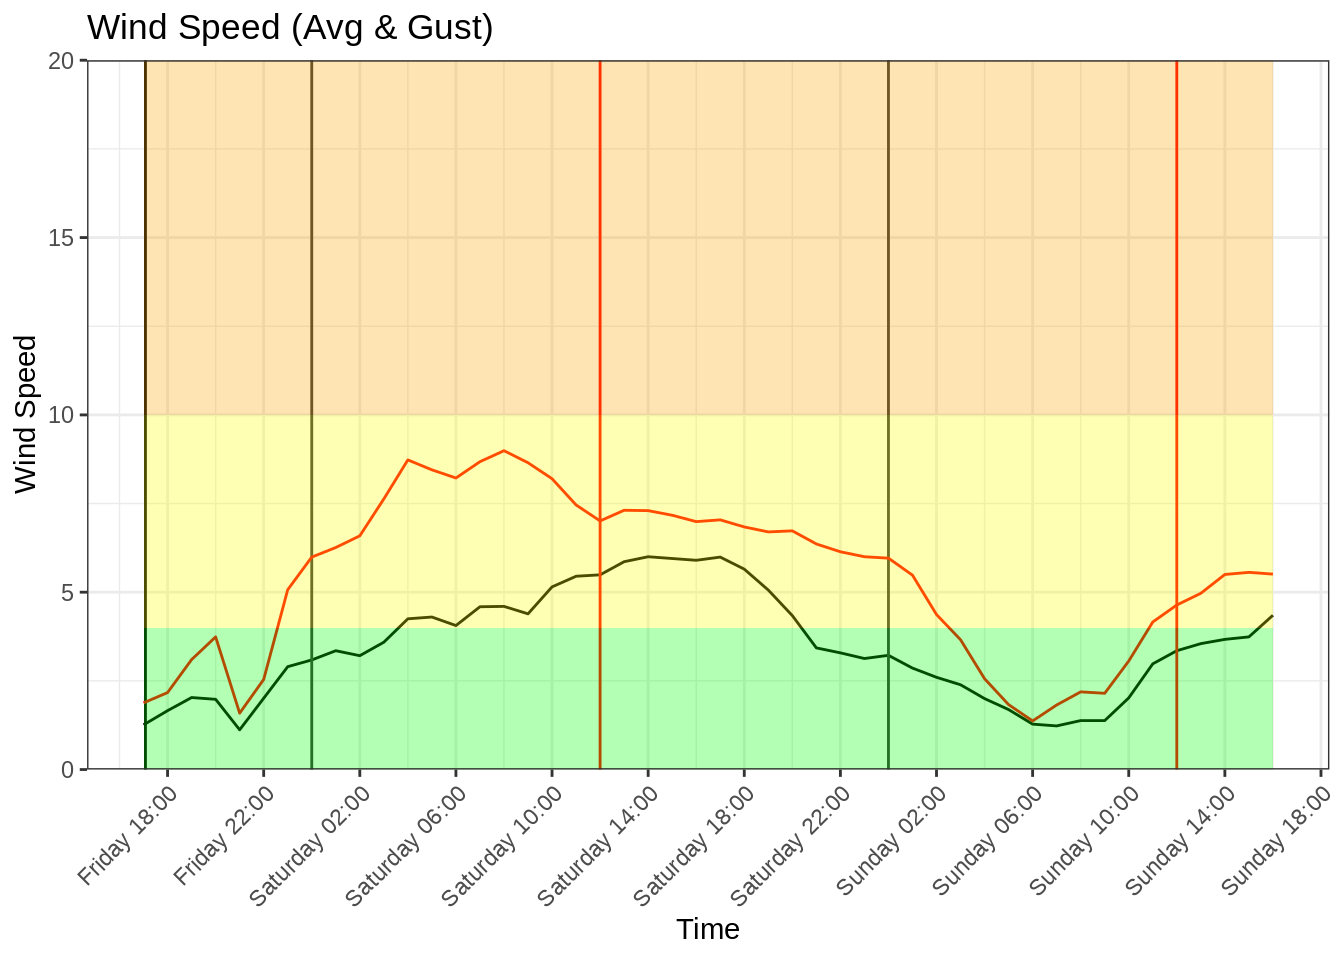 Wind Speed (Avg & Gust)
20
15
10
5
0
Wind Speed
Friday 18:00
Friday 22:00
Saturday 02:00
Saturday 06:00
Saturday 10:00
Saturday 14:00
Saturday 18:00
Saturday 22:00
Sunday 02:00
Sunday 06:00
Sunday 10:00
Sunday 14:00
Sunday 18:00
Time